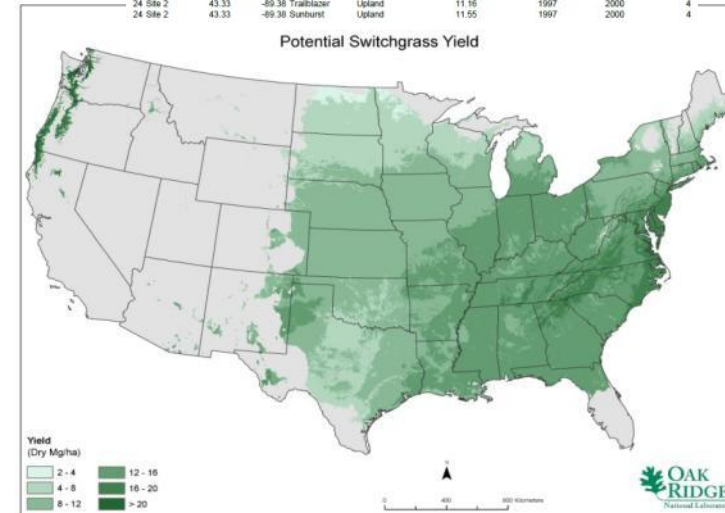 24 Site 2 43.33 -89.38 Trailblazer Upland 11.16 1997 2000 4
24 Site 2 43.33 -89.38 Sunburst Upland 11.55 1997 2000 4
Potential Switchgrass Yield
Yield
(Dry Mg/ha)
2 - 4 12 - 16
4 - 8 16 - 20
8 - 12 > 20
N
0 400 800 Kilometers
OAK
RIDGE
National Laborato